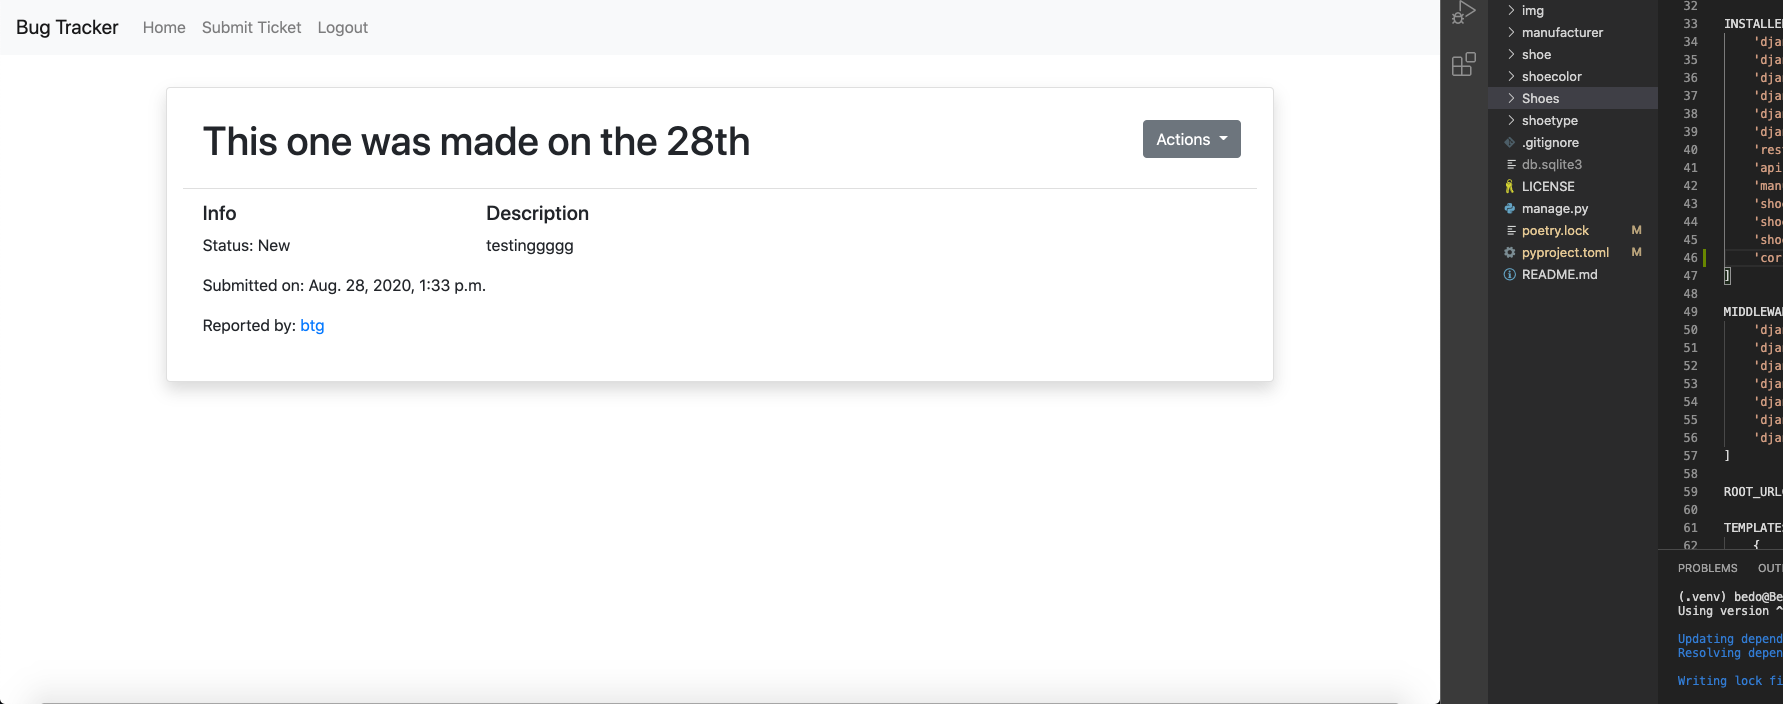 Bug Tracker Home Submit Ticket Logout
This one was made on the 28th
Actions
Info
Status: New
Submitted on: Aug. 28, 2020, 1:33 p.m.
Reported by: btg
Description
testinggggg
img
manufacturer
shoe
shoecolor
Shoes
shoetype
.gitignore
db.sqlite3
LICENSE
manage.py
poetry.lock M
pyproject.toml M
README.md
32
33 INSTALLE
34 'dja
35 'dja
36 'dja
37 'dja
38 'dja
39 'dja
40 'res
41 'api
42 'man
43 'sho
44 'sho
45 'sho
46 'cor
47 ]
48
49 MIDDLEWA
50 'dja
51 'dja
52 'dja
53 'dja
54 'dja
55 'dja
56 'dja
57 ]
58
59 ROOT_URL
60
61 TEMPLATE
62 {
PROBLEMS OUT
(.venv) bedo@Be
Using version ^
Updating depend
Resolving depen
Writing lock fi